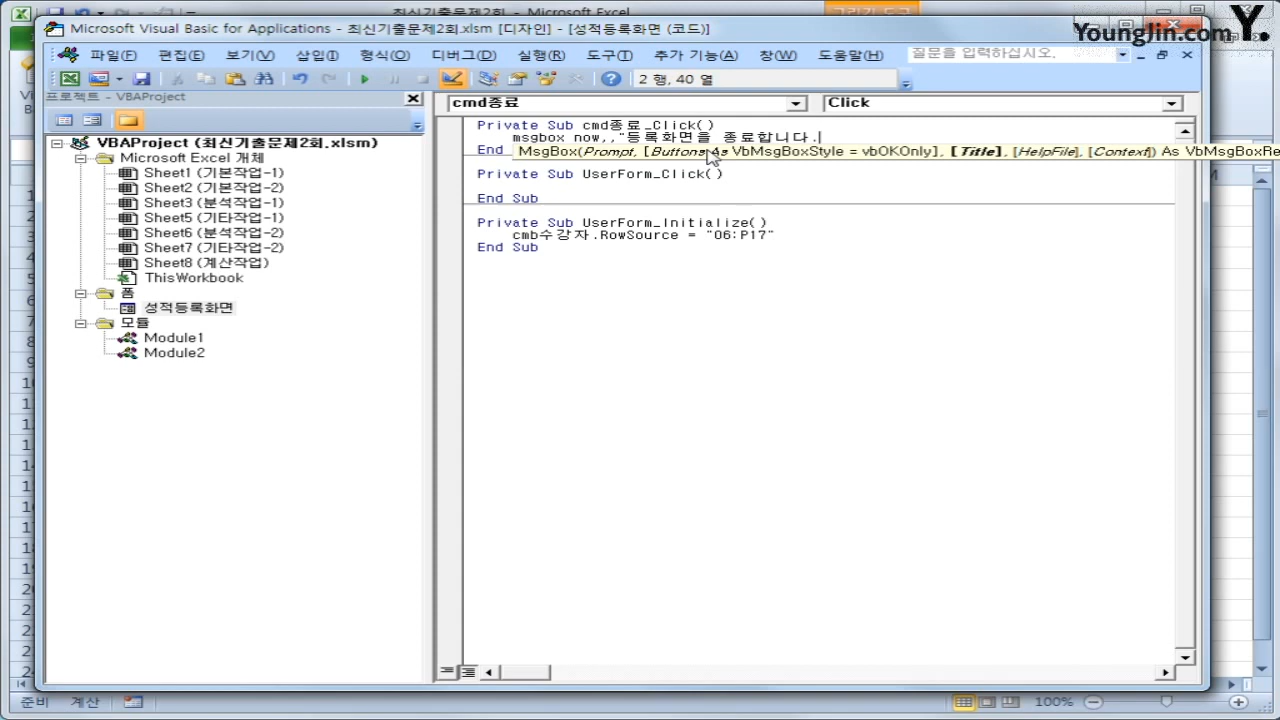 최신기출문제2회 - Microsoft Excel
Microsoft Visual Basic for Applications - 최신기출문제2회.xlsm [디자인] - [성적등록화면 (코드)]
YoungJin.com Y.
파일(F) 편집(E) 보기(V) 삽입(I) 형식(O) 디버그(D) 실행(R) 도구(T) 추가 기능(A) 창(W) 도움말(H) 질문을 입력하십시오.
2 행, 40 열
프로젝트 - VBAProject
cmd종료 Click
VBAProject (최신기출문제2회.xlsm)
Microsoft Excel 개체
Sheet1 (기본작업-1)
Sheet2 (기본작업-2)
Sheet3 (분석작업-1)
Sheet5 (기타작업-1)
Sheet6 (분석작업-2)
Sheet7 (기타작업-2)
Sheet8 (계산작업)
ThisWorkbook
폼
성적등록화면
모듈
Module1
Module2
Private Sub cmd종료_Click()
msgbox now,,"등록화면을 종료합니다.
End
MsgBox(Prompt, [Buttons As VbMsgBoxStyle = vbOKOnly], [Title], [HelpFile], [Context]) As VbMsgBoxRe
Private Sub UserForm_Click()
End Sub
Private Sub UserForm_Initialize()
cmb수강자.RowSource = "O6:P17"
End Sub
준비 계산 100%